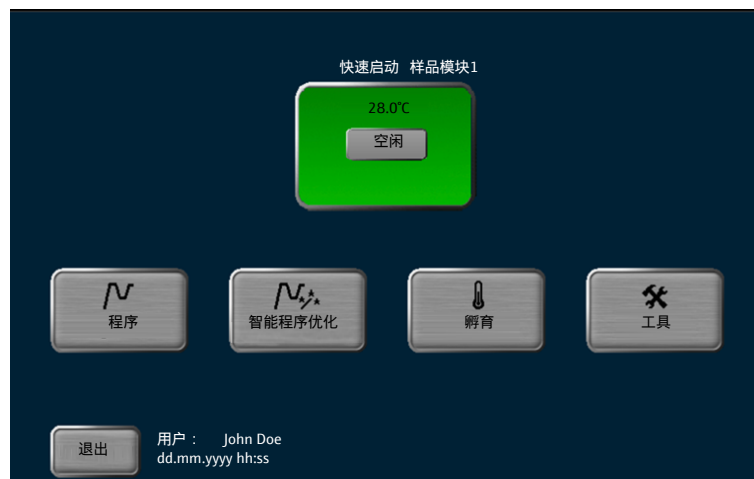 快速启动 样品模块1
28.0℃
空闲
程序
智能程序优化
孵育
工具
退出
用户： John Doe
dd.mm.yyyy hh:ss